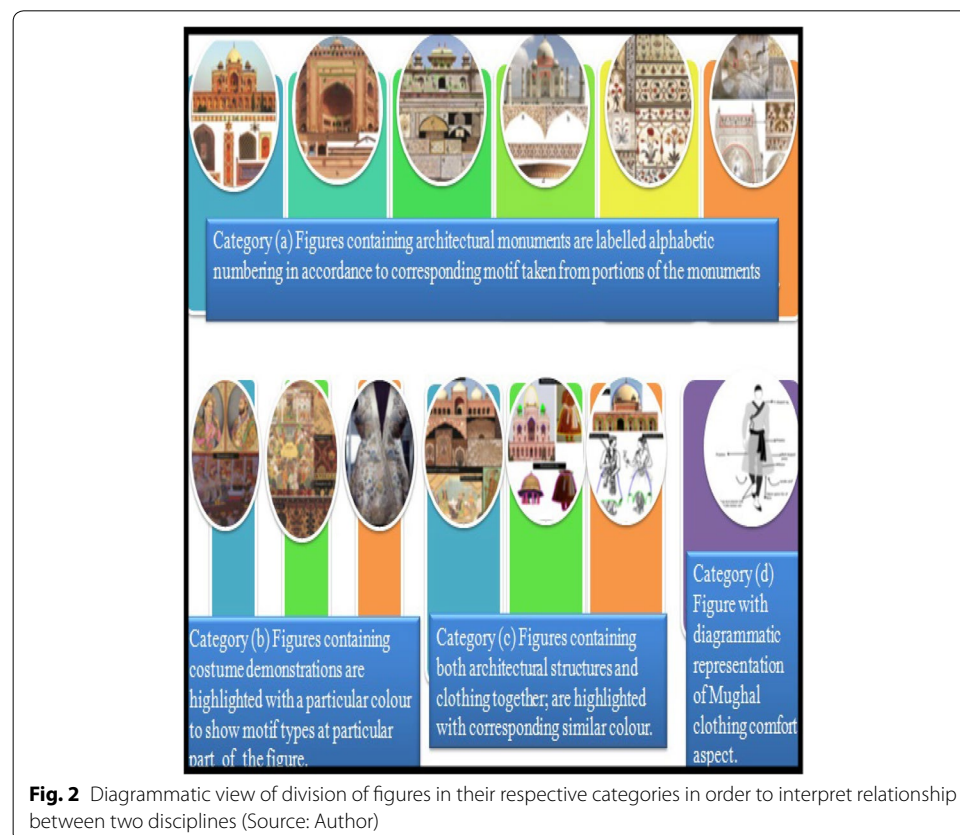 Category (a) Figures containing architectural monuments are labelled alphabetic
numbering in accordance to corresponding motif taken from portions of the monuments
Category (b) Figures containing
costume demonstrations are
highlighted with a particular colour
to show motif types at particular
part of the figure.
Category (c) Figures containing
both architectural structures and
clothing together; are highlighted
with corresponding similar colour.
Category (d)
Figure with
diagrammatic
representation
of Mughal
clothing comfort
aspect.
Fig. 2 Diagrammatic view of division of figures in their respective categories in order to interpret relationship
between two disciplines (Source: Author)